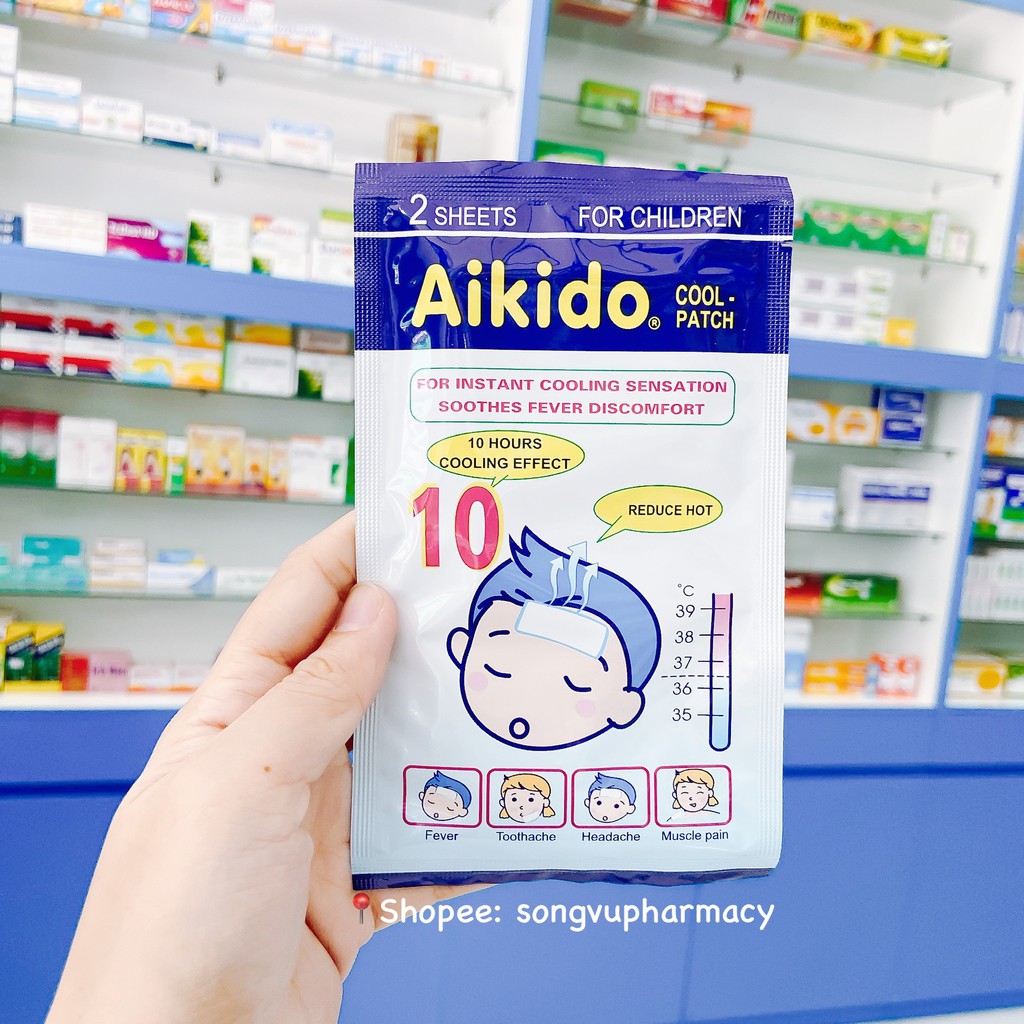 2 SHEETS FOR CHILDREN
Aikido® COOL-
PATCH
FOR INSTANT COOLING SENSATION
SOOTHES FEVER DISCOMFORT
10 HOURS
COOLING EFFECT
10
REDUCE HOT
°C
39
38
37
36
35
Fever Toothache Headache Muscle pain
Shopee: songvupharmacy